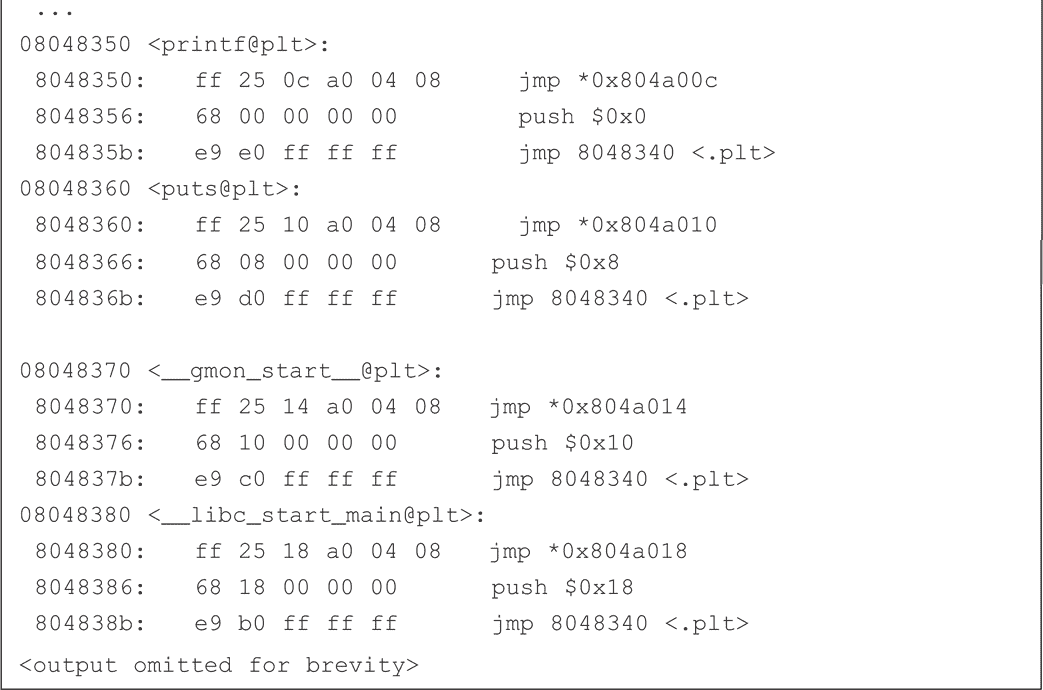 ...
08048350 <printf@plt>:
8048350: ff 25 0c a0 04 08 jmp *0x804a00c
8048356: 68 00 00 00 00 push $0x0
804835b: e9 e0 ff ff ff jmp 8048340 <.plt>
08048360 <puts@plt>:
8048360: ff 25 10 a0 04 08 jmp *0x804a010
8048366: 68 08 00 00 00 push $0x8
804836b: e9 d0 ff ff ff jmp 8048340 <.plt>
08048370 <__gmon_start__@plt>:
8048370: ff 25 14 a0 04 08 jmp *0x804a014
8048376: 68 10 00 00 00 push $0x10
804837b: e9 c0 ff ff ff jmp 8048340 <.plt>
08048380 <__libc_start_main@plt>:
8048380: ff 25 18 a0 04 08 jmp *0x804a018
8048386: 68 18 00 00 00 push $0x18
804838b: e9 b0 ff ff ff jmp 8048340 <.plt>
<output omitted for brevity>